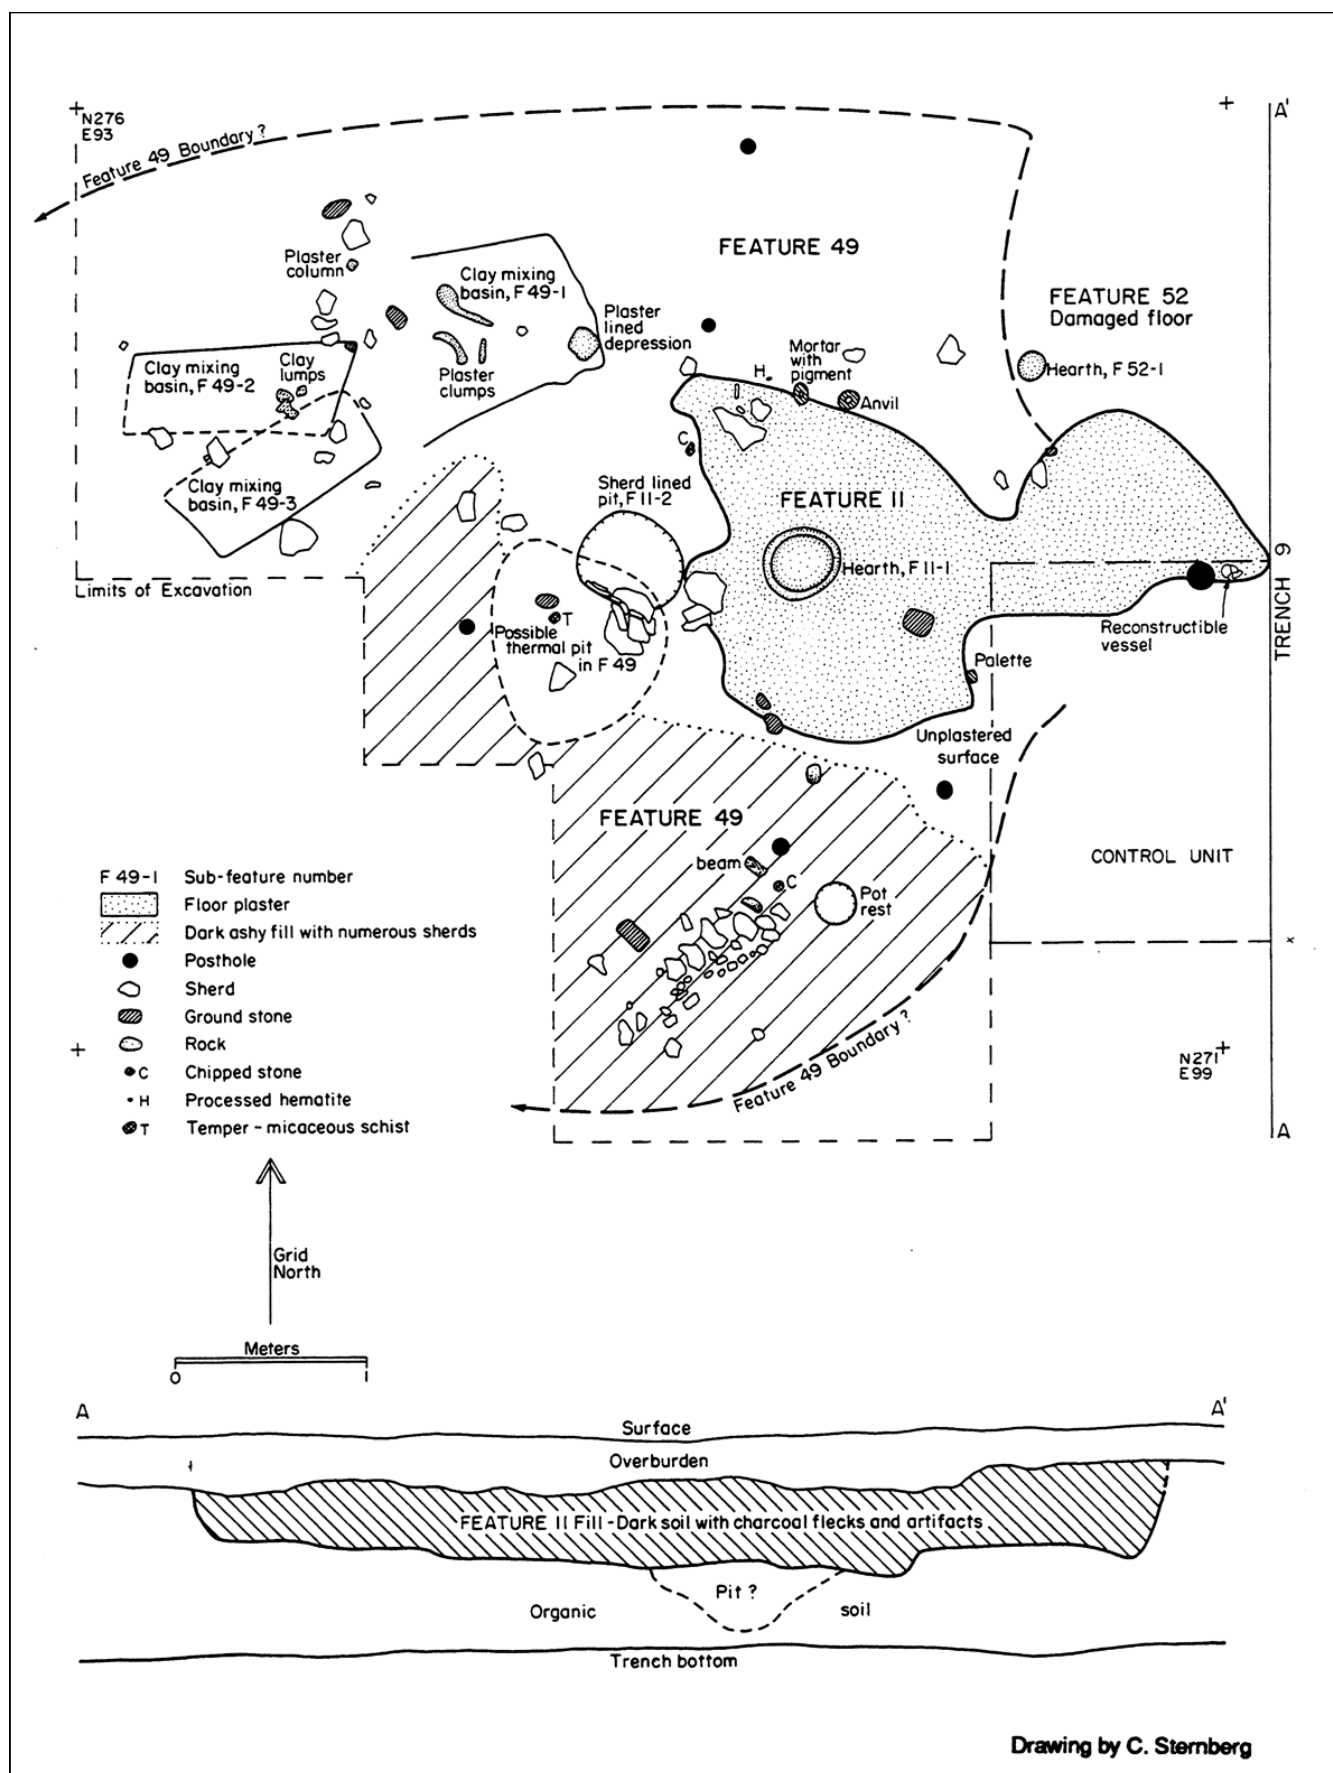 N276
E93
A'
Feature 49 Boundary?
FEATURE 49
Plaster
column
Clay mixing
basin, F 49-1
Plaster
lined
depression
FEATURE 52
Damaged floor
Hearth, F 52-1
Clay mixing
basin, F 49-2
Clay
lumps
Plaster
clumps
H
Mortar
with
pigment
Anvil
C
Clay mixing
basin, F 49-3
Sherd lined
pit, F 11-2
FEATURE 11
Hearth, F 11-1
Limits of Excavation
TRENCH 9
T
Possible
thermal pit
in F 49
Reconstructible
vessel
Palette
Unplastered
surface
FEATURE 49
beam
C
Pot
rest
CONTROL UNIT
x
F 49-1 Sub-feature number
Floor plaster
Dark ashy fill with numerous sherds
Posthole
Sherd
Ground stone
Rock
C Chipped stone
H Processed hematite
T Temper - micaceous schist
Feature 49 Boundary?
N271
E99
A
Grid
North
Meters
0 1
A A'
Surface
Overburden
FEATURE 11 Fill - Dark soil with charcoal flecks and artifacts
Pit ?
Organic soil
Trench bottom
Drawing by C. Sternberg